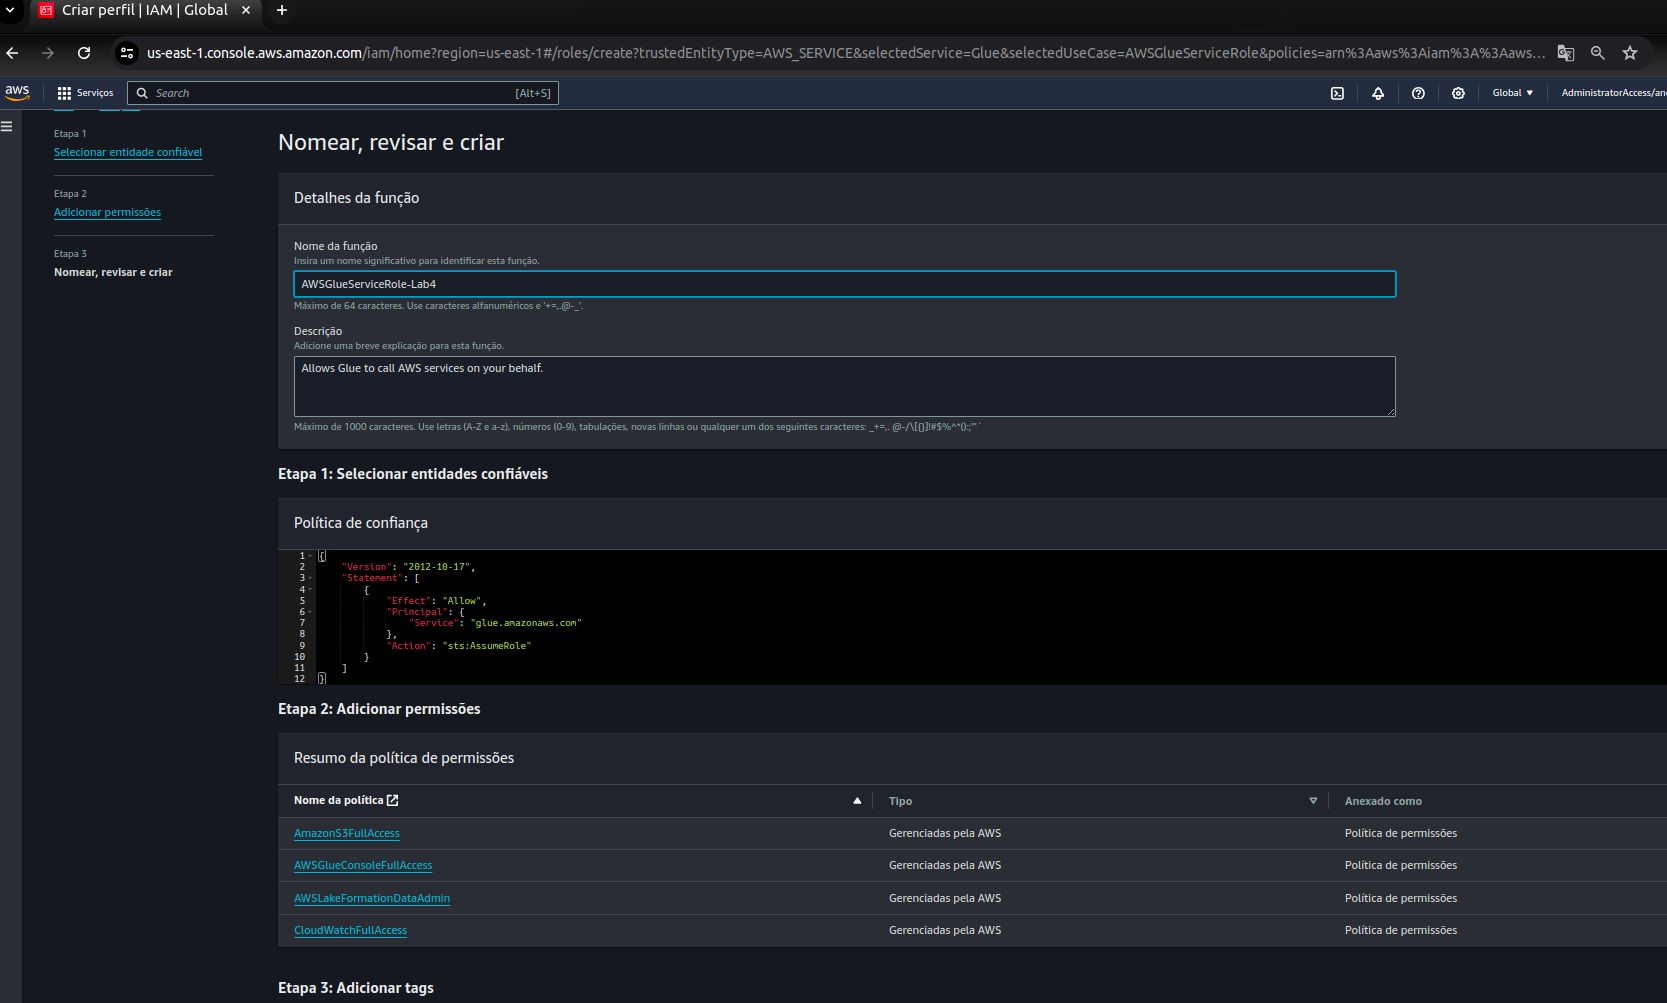 Criar perfil | IAM | Global
us-east-1.console.aws.amazon.com/iam/home?region=us-east-1#/roles/create?trustedEntityType=AWS_SERVICE&selectedService=Glue&selectedUseCase=AWSGlueServiceRole&policies=arn%3Aaws%3Aiam%3A%3Aaws...
aws
Serviços
Search
[Alt+S]
Global
AdministratorAccess/an
Etapa 1
Selecionar entidade confiável
Etapa 2
Adicionar permissões
Etapa 3
Nomear, revisar e criar
Nomear, revisar e criar
Detalhes da função
Nome da função
Insira um nome significativo para identificar esta função.
AWSGlueServiceRole-Lab4
Máximo de 64 caracteres. Use caracteres alfanuméricos e '+=,.@-_'.
Descrição
Adicione uma breve explicação para esta função.
Allows Glue to call AWS services on your behalf.
Máximo de 1000 caracteres. Use letras (A-Z e a-z), números (0-9), tabulações, novas linhas ou qualquer um dos seguintes caracteres: _+=,. @-/\[{}]!#$%^*();:"'`
Etapa 1: Selecionar entidades confiáveis
Política de confiança
1 {
2 "Version": "2012-10-17",
3 "Statement": [
4 {
5 "Effect": "Allow",
6 "Principal": {
7 "Service": "glue.amazonaws.com"
8 },
9 "Action": "sts:AssumeRole"
10 }
11 ]
12 }
Etapa 2: Adicionar permissões
Resumo da política de permissões
Nome da política Tipo Anexado como
AmazonS3FullAccess Gerenciadas pela AWS Política de permissões
AWSGlueConsoleFullAccess Gerenciadas pela AWS Política de permissões
AWSLakeFormationDataAdmin Gerenciadas pela AWS Política de permissões
CloudWatchFullAccess Gerenciadas pela AWS Política de permissões
Etapa 3: Adicionar tags